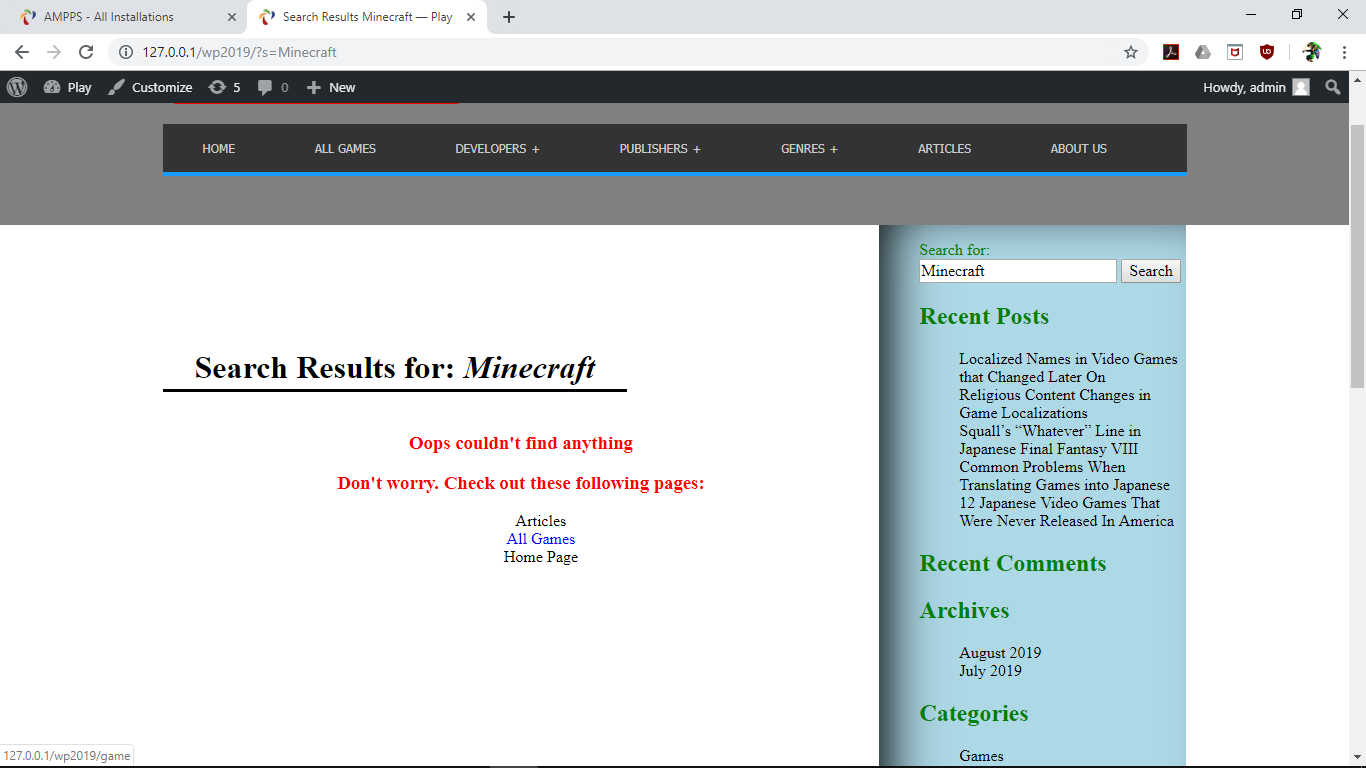 AMPPS - All Installations
Search Results Minecraft — Play
127.0.0.1/wp2019/?s=Minecraft
Play
Customize
5
0
New
Howdy, admin
HOME
ALL GAMES
DEVELOPERS +
PUBLISHERS +
GENRES +
ARTICLES
ABOUT US
Search Results for: Minecraft
Oops couldn't find anything
Don't worry. Check out these following pages:
Articles
All Games
Home Page
Search for:
Minecraft
Search
Recent Posts
Localized Names in Video Games
that Changed Later On
Religious Content Changes in
Game Localizations
Squall’s “Whatever” Line in
Japanese Final Fantasy VIII
Common Problems When
Translating Games into Japanese
12 Japanese Video Games That
Were Never Released In America
Recent Comments
Archives
August 2019
July 2019
Categories
Games
127.0.0.1/wp2019/game